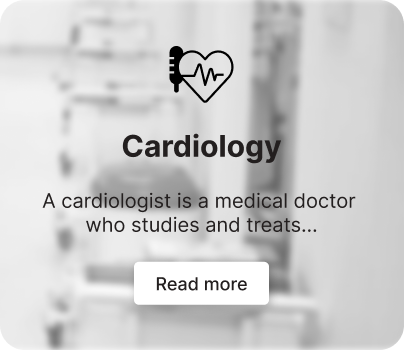 Cardiology
A cardiologist is a medical doctor
who studies and treats...
Read more